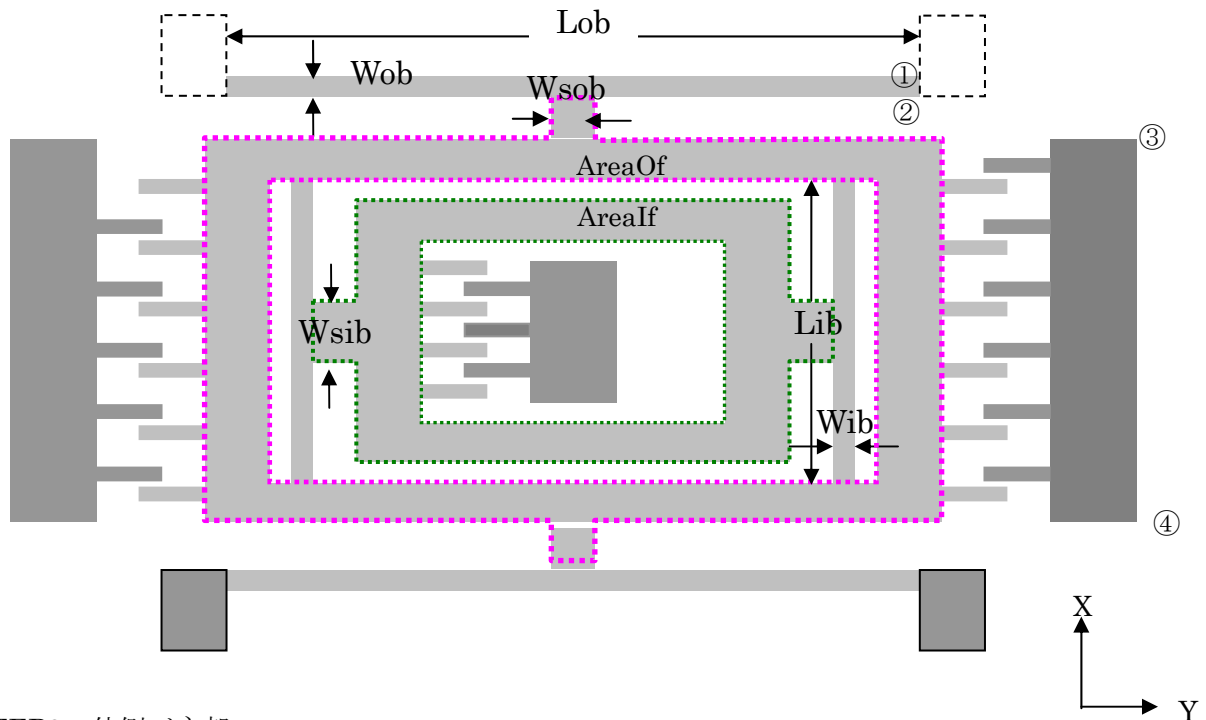 Lob
Wob
①
Wsob
②
③
AreaOf
AreaIf
Wsib
Lib
Wib
④
X
Y